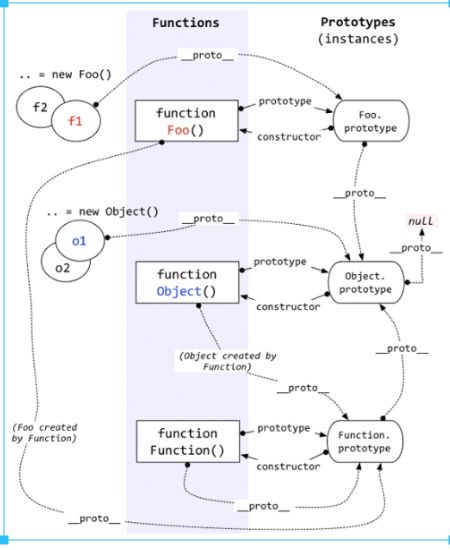 Functions
Prototypes
(instances)
__proto__
.. = new Foo()
f2
f1
function
Foo()
prototype
constructor
Foo.
prototype
__proto__
.. = new Object()
__proto__
null
o1
o2
__proto__
function
Object()
prototype
constructor
Object.
prototype
(Object created by
Function)
__proto__
__proto__
(Foo created
by Function)
function
Function()
prototype
constructor
Function.
prototype
__proto__
__proto__